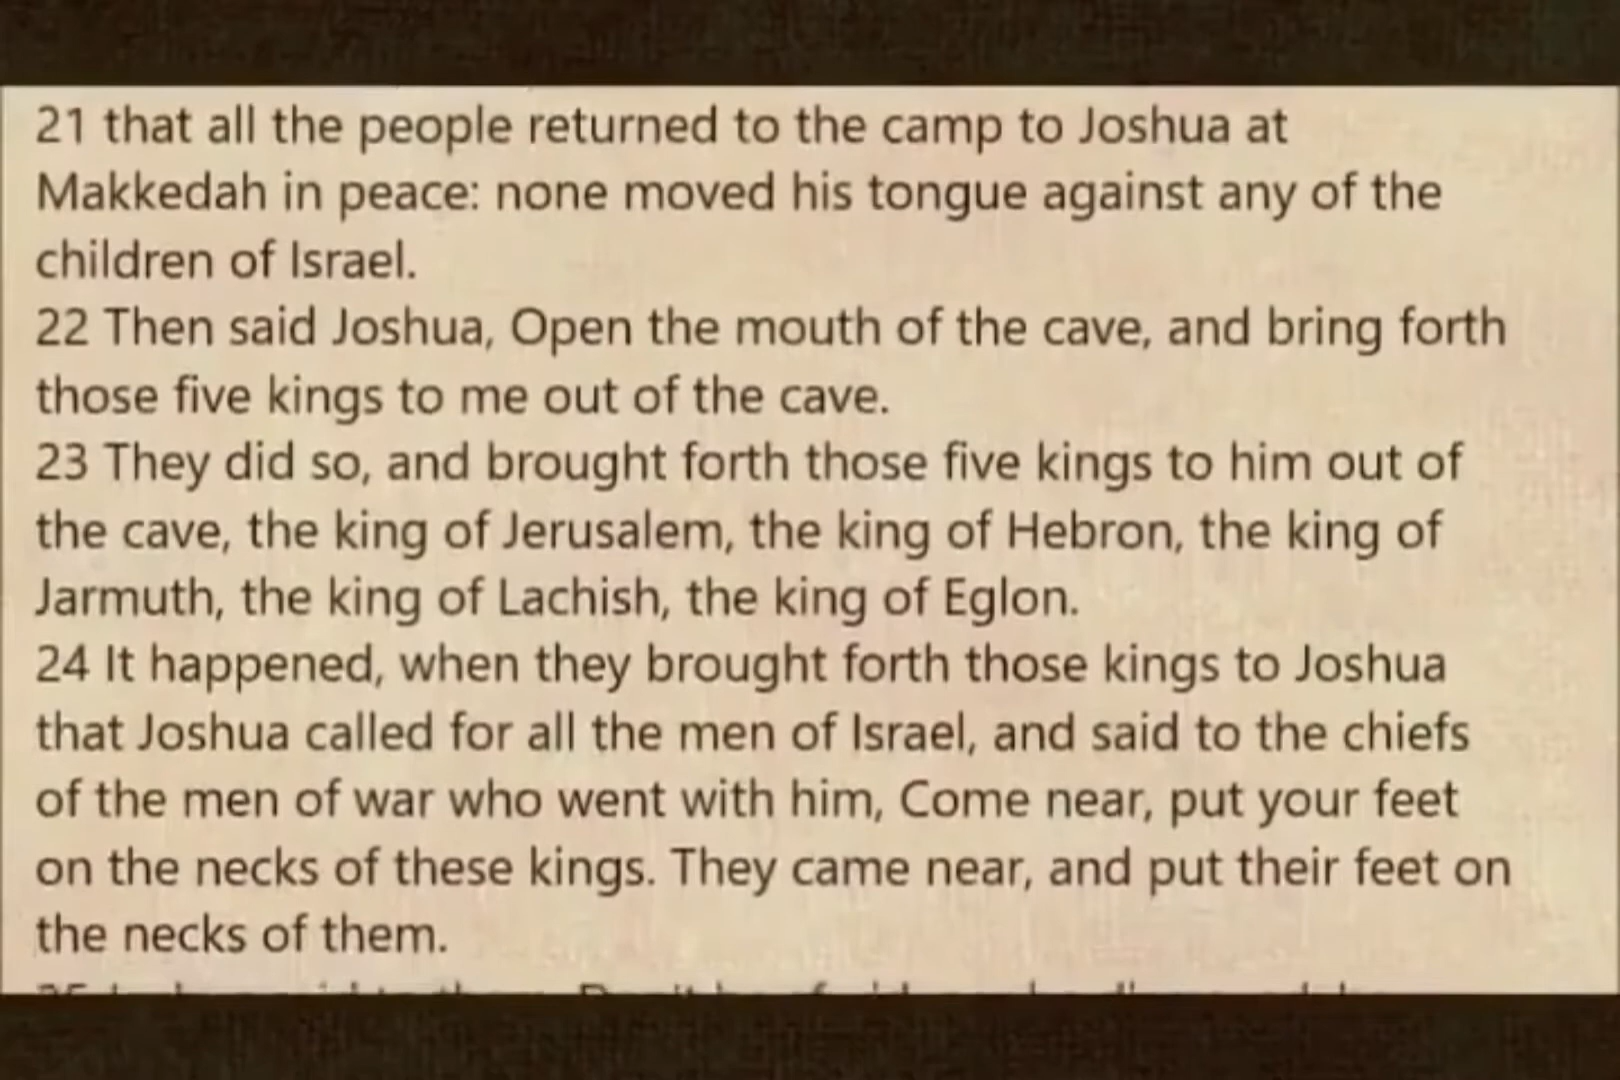 21 that all the people returned to the camp to Joshua at
Makkedah in peace: none moved his tongue against any of the
children of Israel.
22 Then said Joshua, Open the mouth of the cave, and bring forth
those five kings to me out of the cave.
23 They did so, and brought forth those five kings to him out of
the cave, the king of Jerusalem, the king of Hebron, the king of
Jarmuth, the king of Lachish, the king of Eglon.
24 It happened, when they brought forth those kings to Joshua
that Joshua called for all the men of Israel, and said to the chiefs
of the men of war who went with him, Come near, put your feet
on the necks of these kings. They came near, and put their feet on
the necks of them.